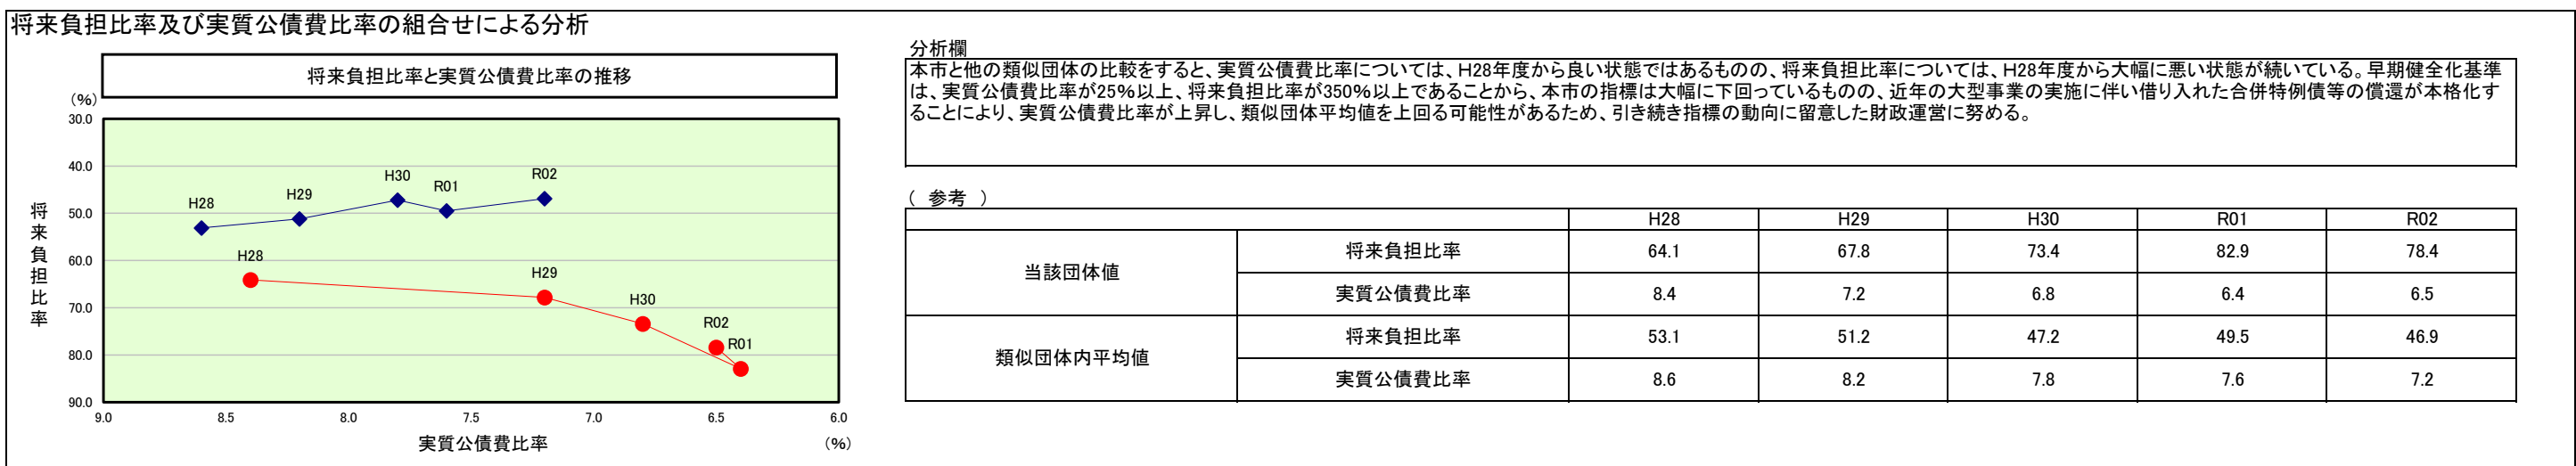 将来負担比率及び実質公債費比率の組合せによる分析
将来負担比率と実質公債費比率の推移
(%)
30.0
40.0
50.0
60.0
70.0
80.0
90.0
将来負担比率
H28
H29
H30
R01
R02
H28
H29
H30
R02
R01
9.0 8.5 8.0 7.5 7.0 6.5 6.0
実質公債費比率
(%)
分析欄
本市と他の類似団体の比較をすると、実質公債費比率については、H28年度から良い状態ではあるものの、将来負担比率については、H28年度から大幅に悪い状態が続いている。早期健全化基準
は、実質公債費比率が25%以上、将来負担比率が350%以上であることから、本市の指標は大幅に下回っているものの、近年の大型事業の実施に伴い借り入れた合併特例債等の償還が本格化す
ることにより、実質公債費比率が上昇し、類似団体平均値を上回る可能性があるため、引き続き指標の動向に留意した財政運営に努める。
( 参考 )
H28 H29 H30 R01 R02
当該団体値
将来負担比率 64.1 67.8 73.4 82.9 78.4
実質公債費比率 8.4 7.2 6.8 6.4 6.5
類似団体内平均値
将来負担比率 53.1 51.2 47.2 49.5 46.9
実質公債費比率 8.6 8.2 7.8 7.6 7.2